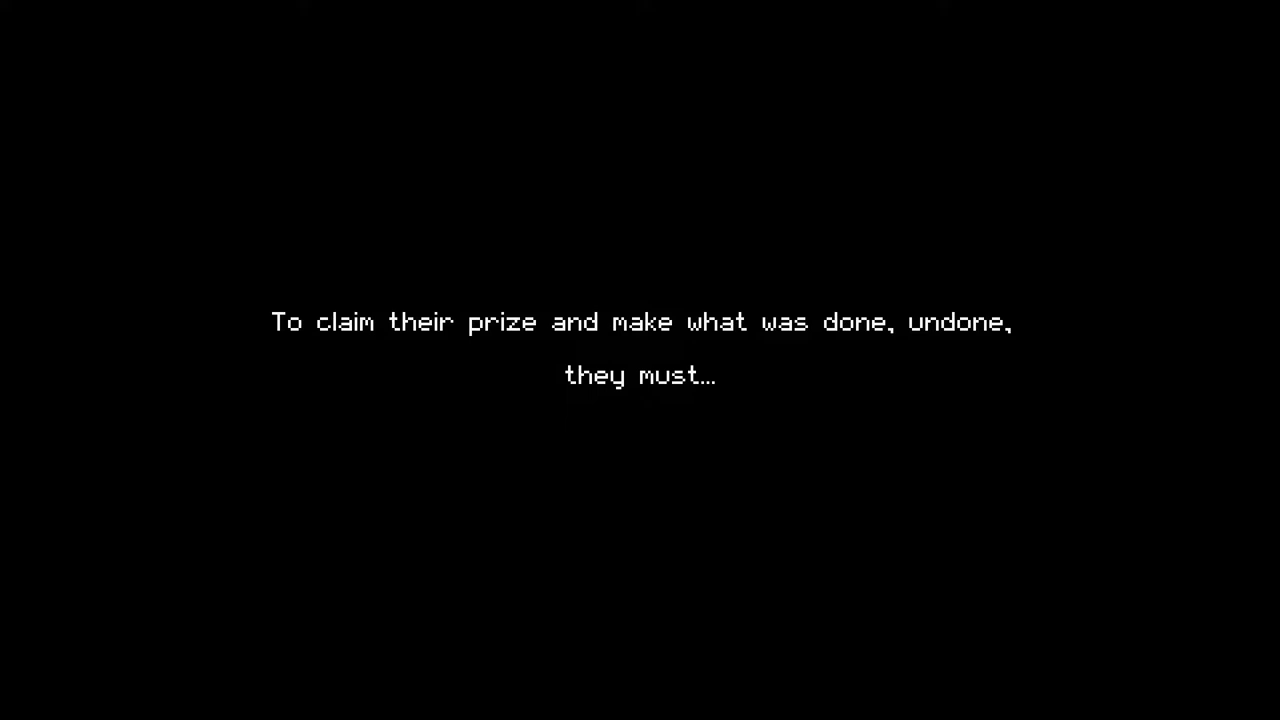 To claim their prize and make what was done, undone,
they must...